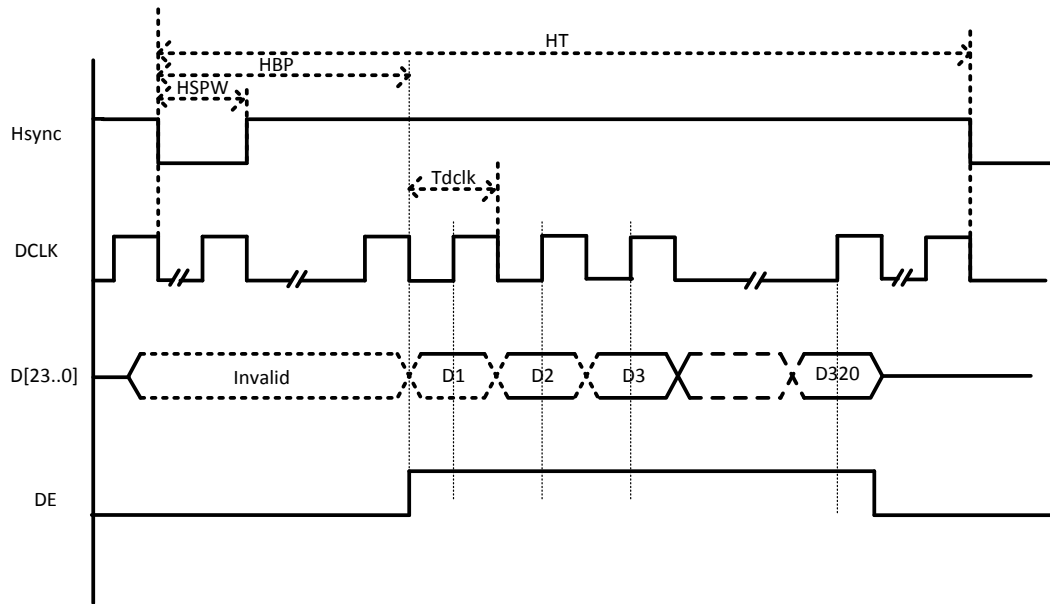 HT
HBP
HSPW
Hsync
Tdclk
DCLK
D[23..0]
Invalid
D1
D2
D3
D320
DE